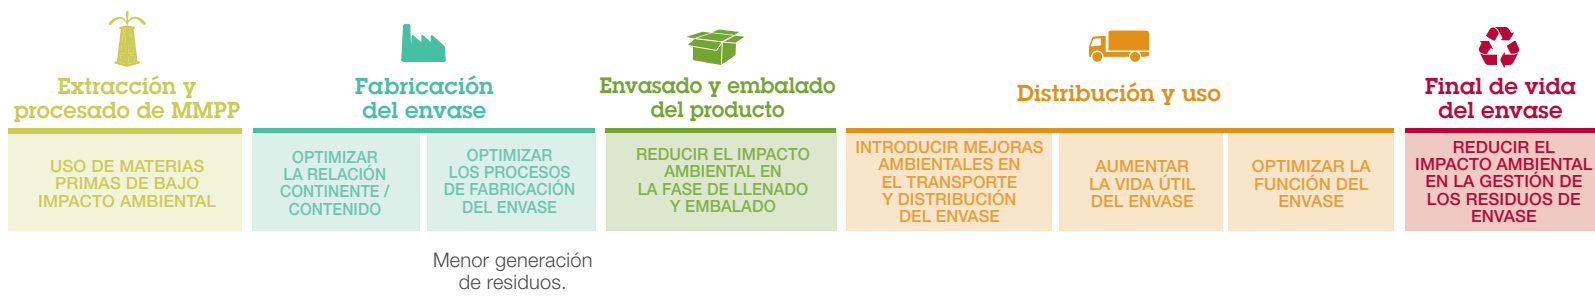 Extracción y
procesado de MMPP
Fabricación
del envase
Envasado y embalado
del producto
Distribución y uso
Final de vida
del envase
USO DE MATERIAS
PRIMAS DE BAJO
IMPACTO AMBIENTAL
OPTIMIZAR
LA RELACIÓN
CONTINENTE /
CONTENIDO
OPTIMIZAR
LOS PROCESOS
DE FABRICACIÓN
DEL ENVASE
REDUCIR EL IMPACTO
AMBIENTAL EN
LA FASE DE LLENADO
Y EMBALADO
INTRODUCIR MEJORAS
AMBIENTALES EN
EL TRANSPORTE
Y DISTRIBUCIÓN
DEL ENVASE
AUMENTAR
LA VIDA ÚTIL
DEL ENVASE
OPTIMIZAR LA
FUNCIÓN DEL
ENVASE
REDUCIR EL
IMPACTO AMBIENTAL
EN LA GESTIÓN DE
LOS RESIDUOS DE
ENVASE
Menor generación
de residuos.